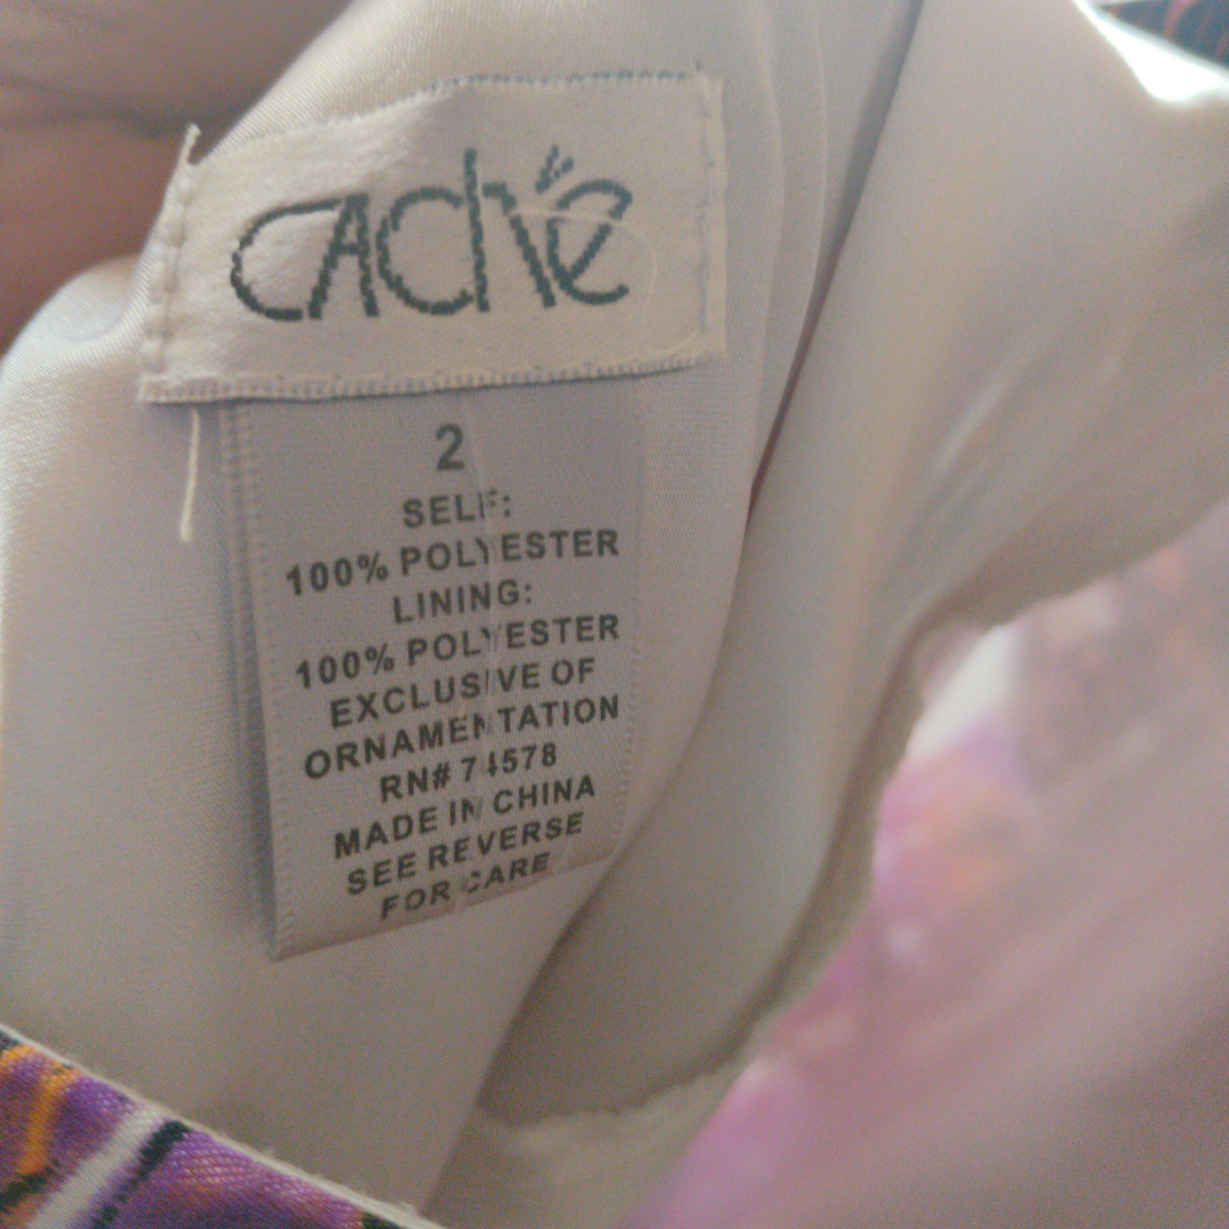 CAché
2
SELF:
100% POLYESTER
LINING:
100% POLYESTER
EXCLUSIVE OF
ORNAMENTATION
RN# 74578
MADE IN CHINA
SEE REVERSE
FOR CARE